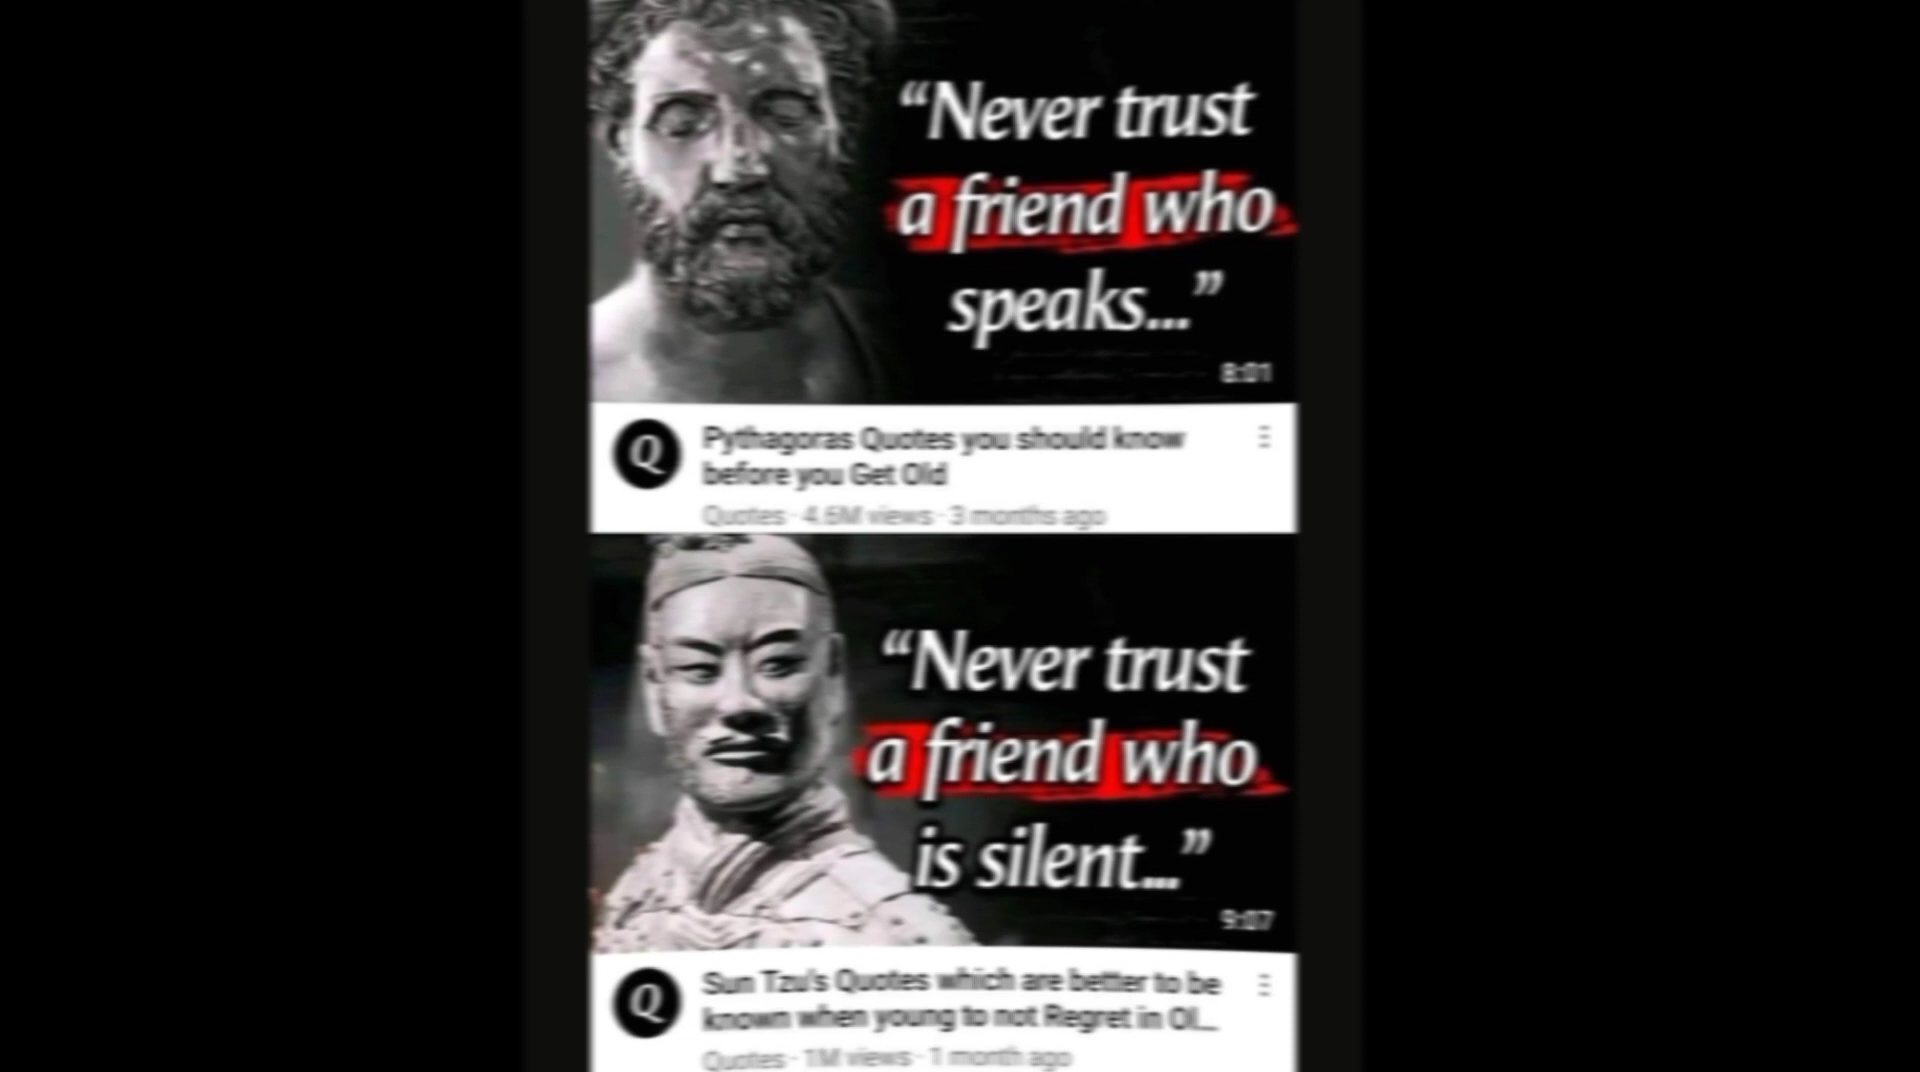 “Never trust
a friend who
speaks...”
8:01
Q
Pythagoras Quotes you should know
before you Get Old
Quotes · 4.6M views · 3 months ago
“Never trust
a friend who
is silent...”
9:07
Q
Sun Tzu's Quotes which are better to be
known when young to not Regret in Ol...
Quotes · 1M views · 1 month ago